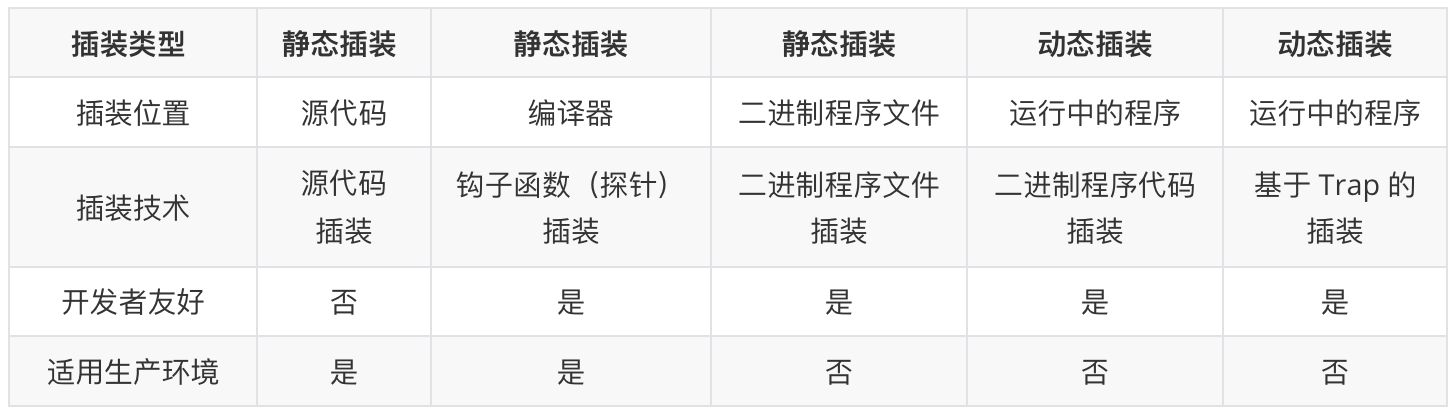 插装类型 静态插装 静态插装 静态插装 动态插装 动态插装
插装位置 源代码 编译器 二进制程序文件 运行中的程序 运行中的程序
插装技术 源代码 钩子函数（探针） 二进制程序文件 二进制程序代码 基于 Trap 的
插装 插装 插装 插装 插装
开发者友好 否 是 是 是 是
适用生产环境 是 是 否 否 否